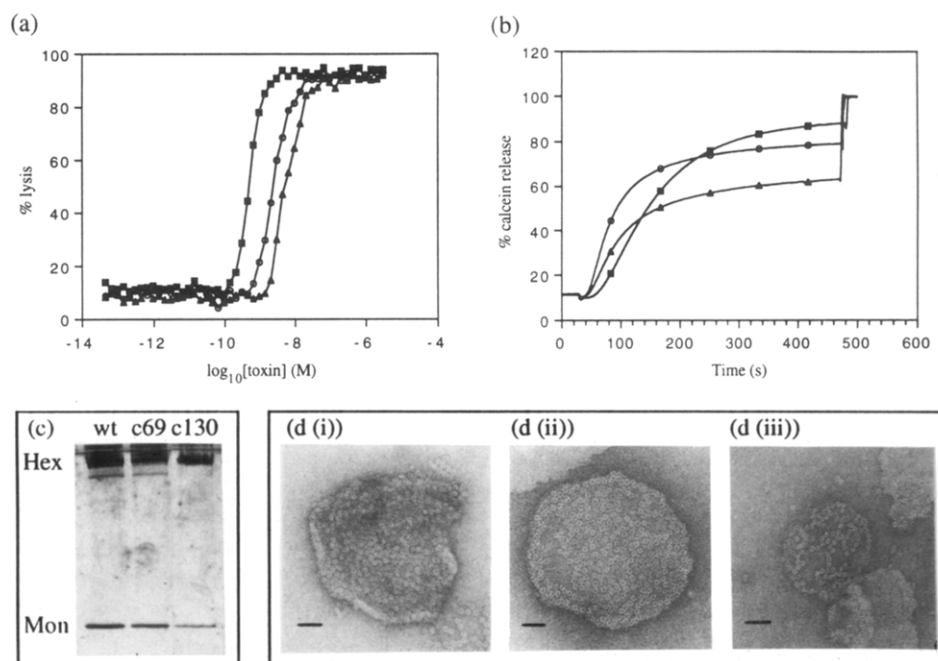 (a)
100
80
60
40
20
0
% lysis
-14 -12 -10 -8 -6 -4
log10[toxin] (M)
(b)
120
100
80
60
40
20
0
% calcein release
0 100 200 300 400 500 600
Time (s)
(c) wt c69 c130
Hex
Mon
(d (i))
(d (ii))
(d (iii))